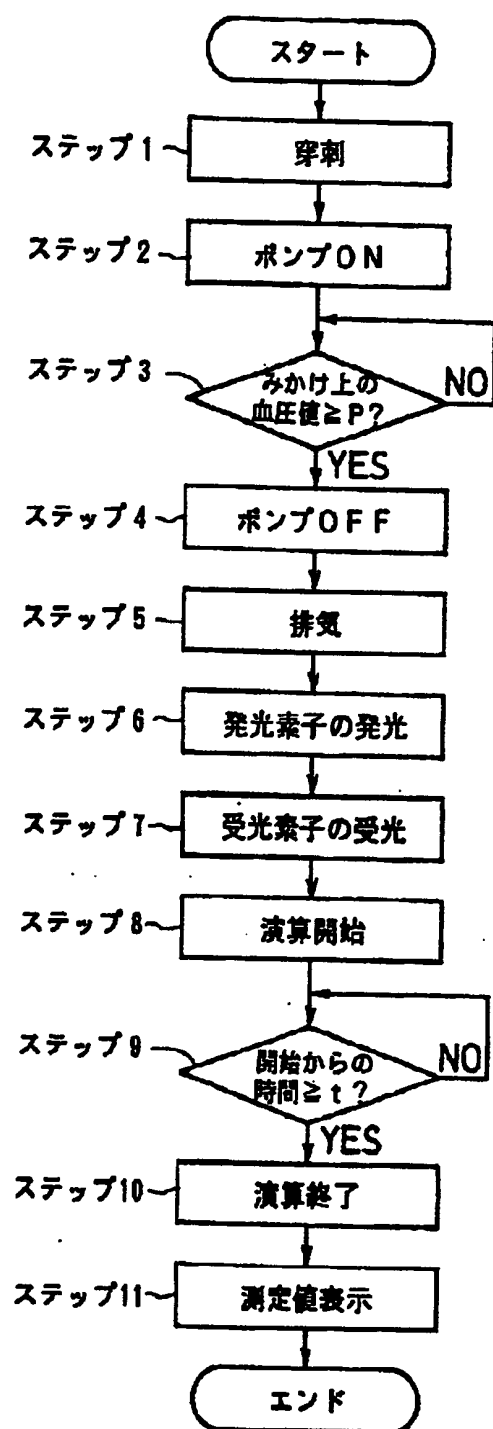 スタート
ステップ1
穿刺
ステップ2
ポンプON
ステップ3
みかけ上の
血圧値≧P?
NO
YES
ステップ4
ポンプOFF
ステップ5
排気
ステップ6
発光素子の発光
ステップ7
受光素子の受光
ステップ8
演算開始
ステップ9
開始からの
時間≧t?
NO
YES
ステップ10
演算終了
ステップ11
測定値表示
エンド